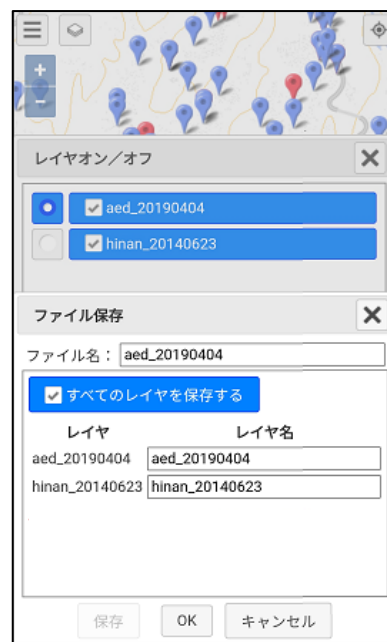 +
−
レイヤオン／オフ
aed_20190404
hinan_20140623
ファイル保存
ファイル名： aed_20190404
すべてのレイヤを保存する
レイヤ レイヤ名
aed_20190404 aed_20190404
hinan_20140623 hinan_20140623
保存 OK キャンセル